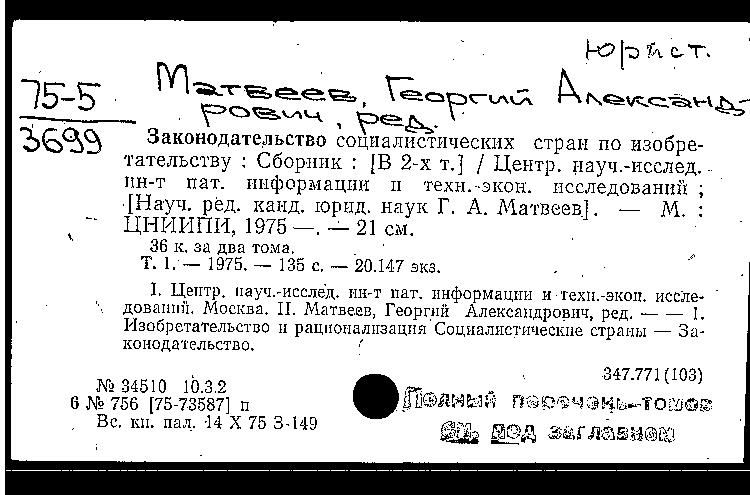 Юрист.
75-5
3699
Матвеев, Георгий Александ-
рович, ред.
Законодательство социалистических стран по изобре-
тательству : Сборник : [В 2-х т.] / Центр. науч.-исслед.
ин-т пат. информации и техн.-экон. исследований ;
[Науч. ред. канд. юрид. наук Г. А. Матвеев]. — М. :
ЦНИИПИ, 1975 —. — 21 см.
36 к. за два тома.
Т. 1. — 1975. — 135 с. — 20.147 экз.
I. Центр. науч.-исслед. ин-т пат. информации и техн.-экон. иссле-
дований. Москва. II. Матвеев, Георгий Александрович, ред. — — 1.
Изобретательство и рационализация Социалистические страны — За-
конодательство.
347.771(103)
№ 34510 10.3.2
6 № 756 [75-73587] п
Вс. кн. пал. 14 X 75 З-149
Полный перечень томов
см. под заглавием